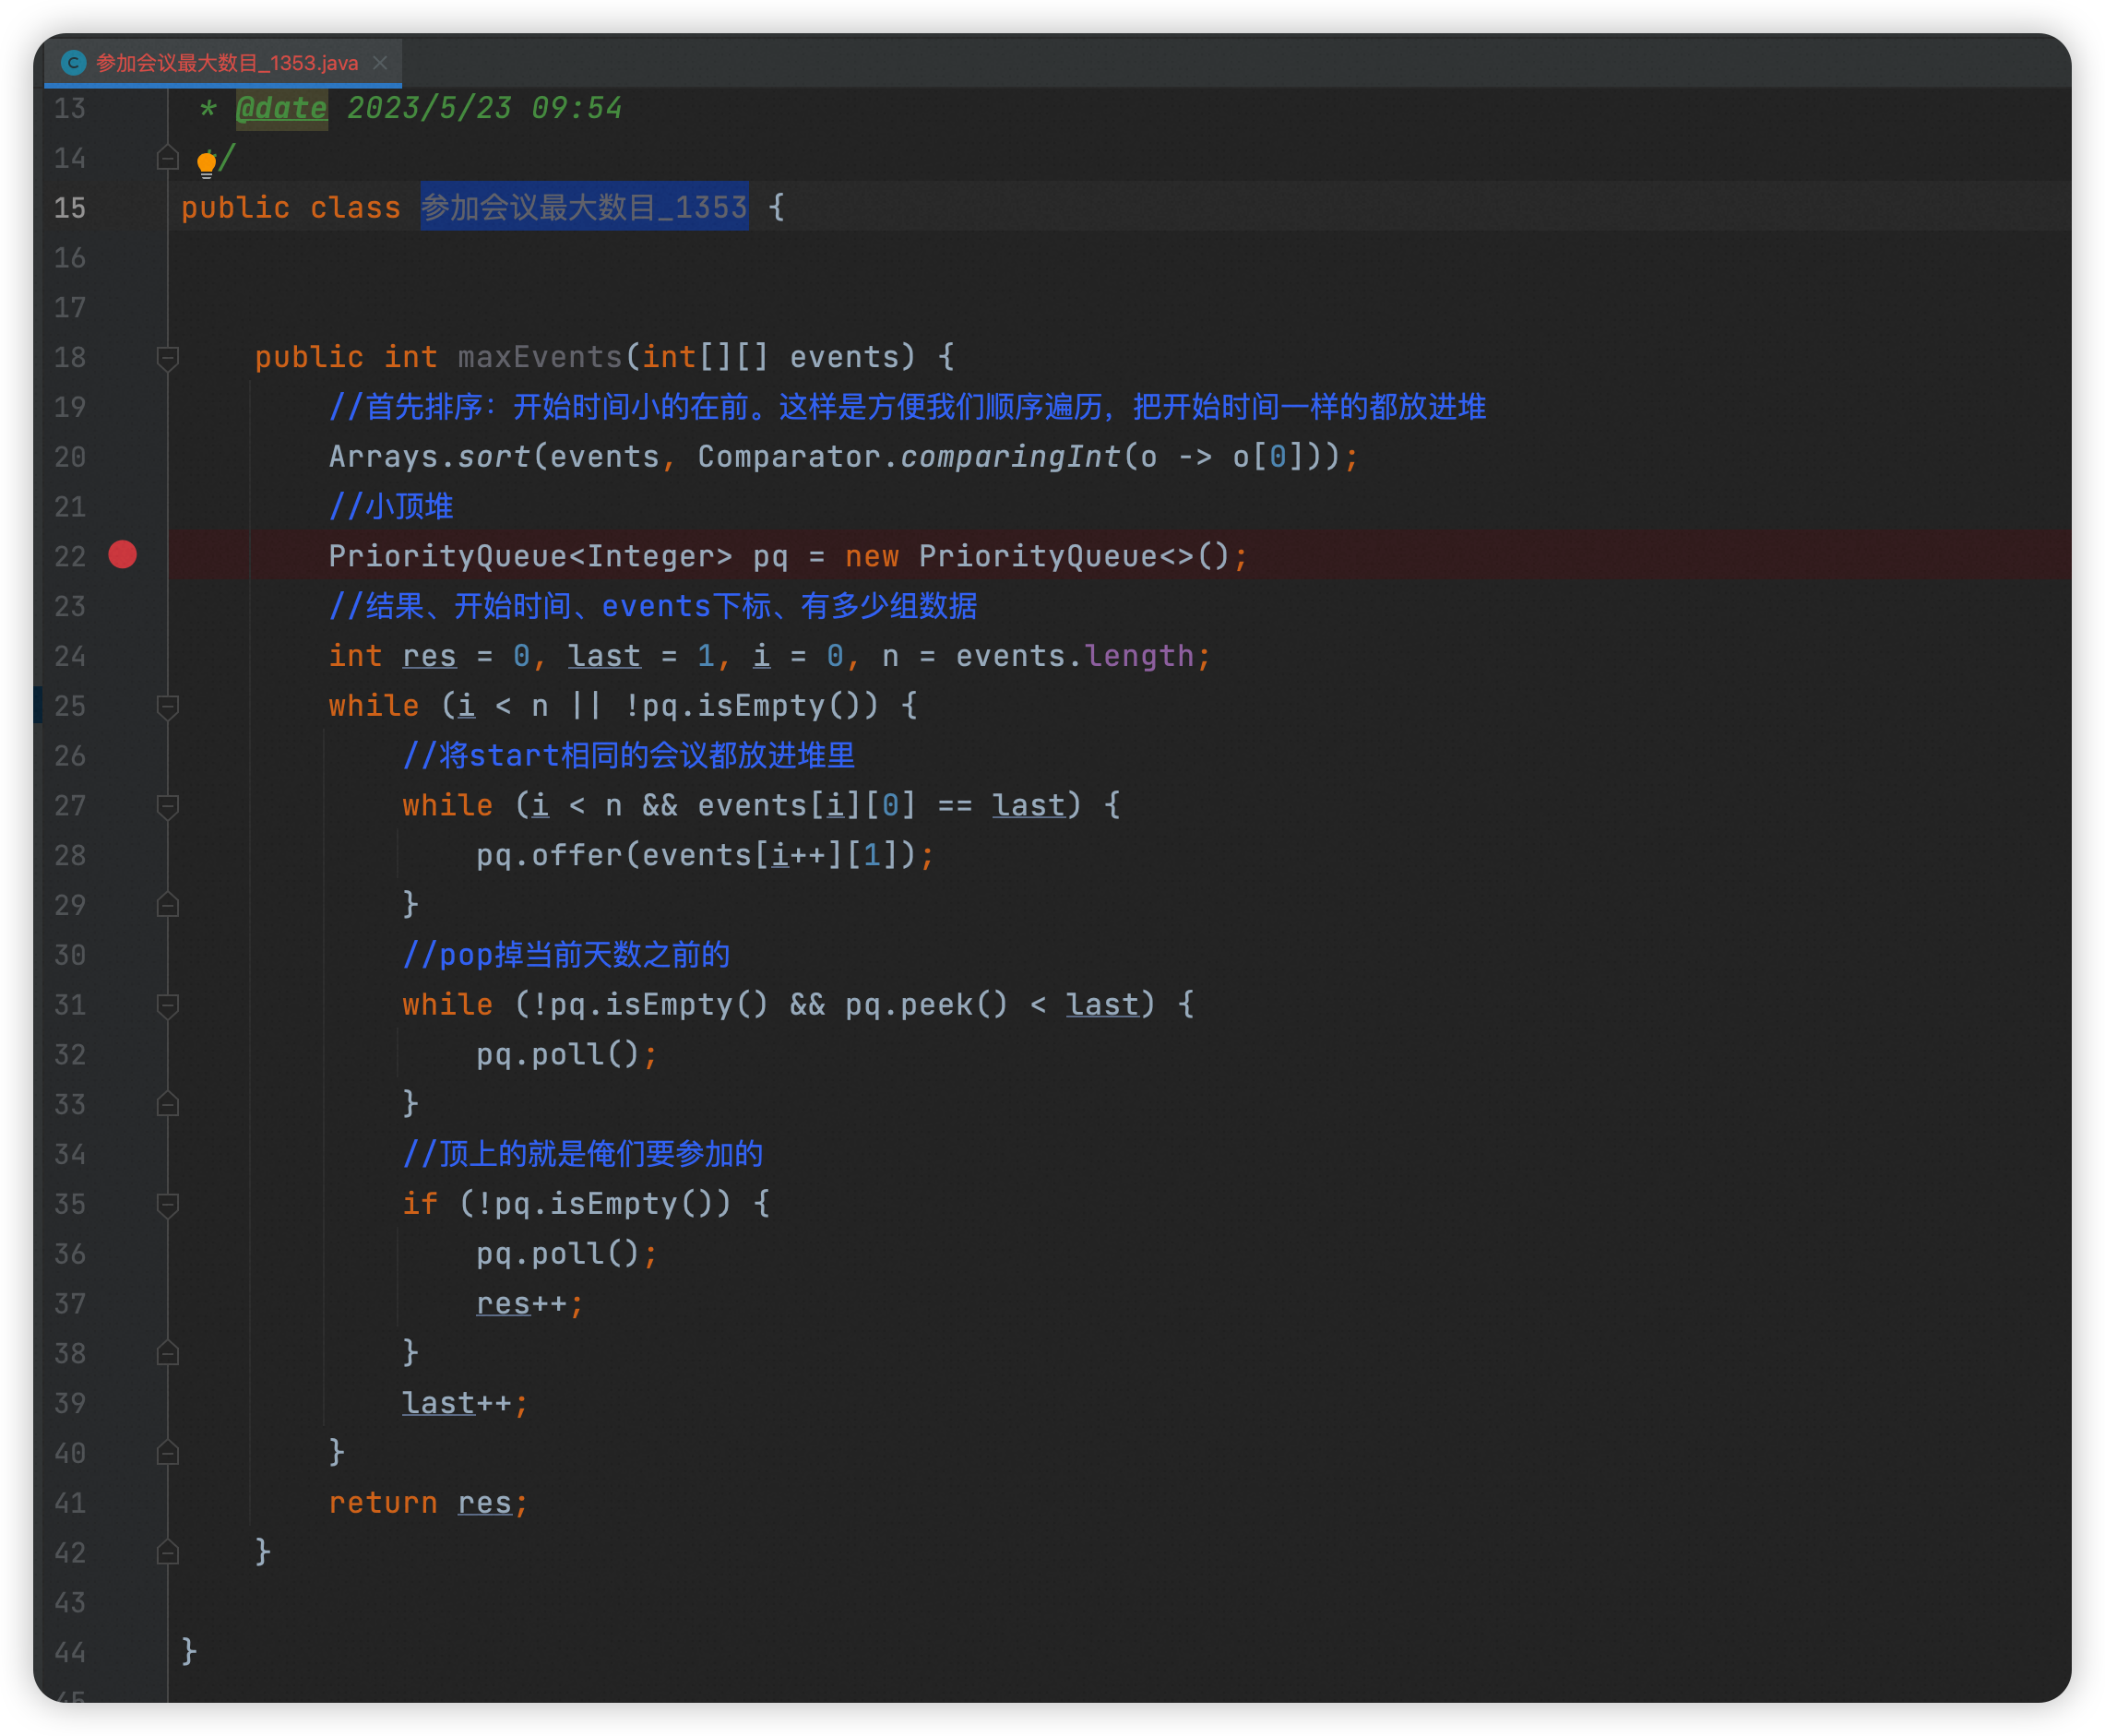 参加会议最大数目_1353.java
13 * @date 2023/5/23 09:54
14 */
15 public class 参加会议最大数目_1353 {
16
17
18 public int maxEvents(int[][] events) {
19 //首先排序：开始时间小的在前。这样是方便我们顺序遍历，把开始时间一样的都放进堆
20 Arrays.sort(events, Comparator.comparingInt(o -> o[0]));
21 //小顶堆
22 PriorityQueue<Integer> pq = new PriorityQueue<>();
23 //结果、开始时间、events下标、有多少组数据
24 int res = 0, last = 1, i = 0, n = events.length;
25 while (i < n || !pq.isEmpty()) {
26 //将start相同的会议都放进堆里
27 while (i < n && events[i][0] == last) {
28 pq.offer(events[i++][1]);
29 }
30 //pop掉当前天数之前的
31 while (!pq.isEmpty() && pq.peek() < last) {
32 pq.poll();
33 }
34 //顶上的就是俺们要参加的
35 if (!pq.isEmpty()) {
36 pq.poll();
37 res++;
38 }
39 last++;
40 }
41 return res;
42 }
43
44 }
45